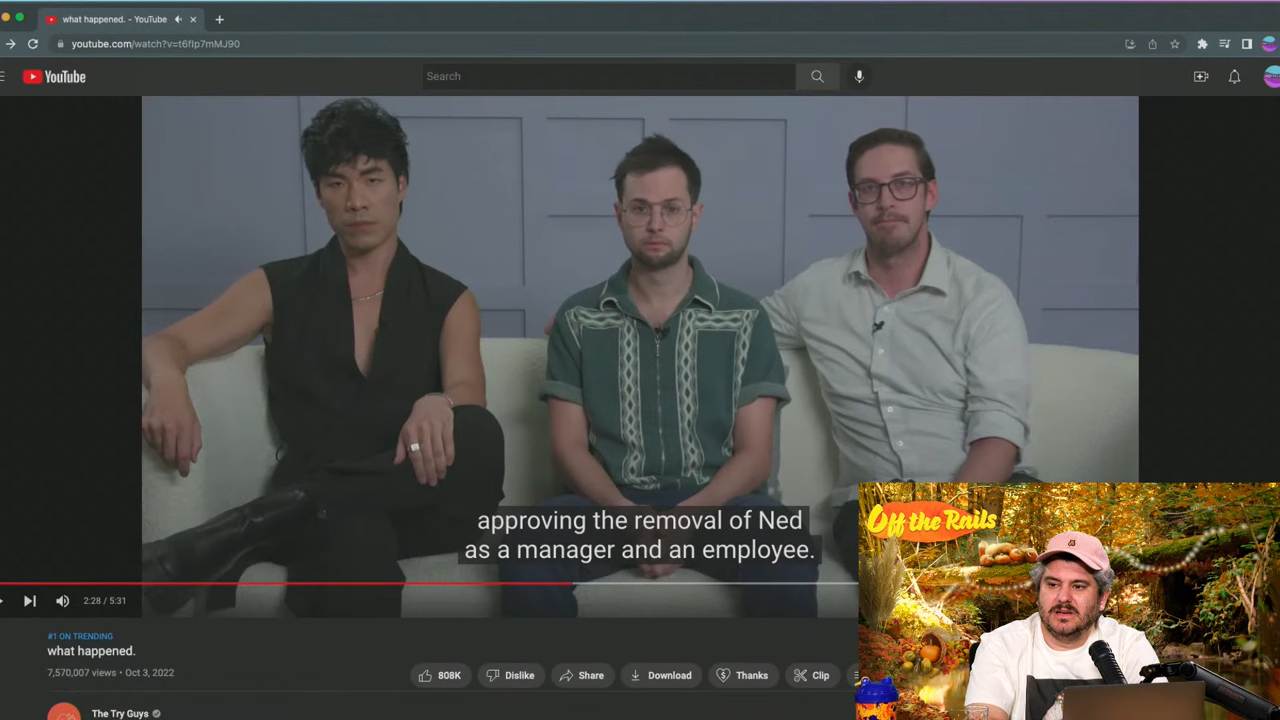 what happened. - YouTube
youtube.com/watch?v=t6fIp7mMJ90
YouTube
Search
approving the removal of Ned
as a manager and an employee.
Off the Rails
2:28 / 5:31
#1 ON TRENDING
what happened.
7,570,007 views • Oct 3, 2022
808K
Dislike
Share
Download
Thanks
Clip
The Try Guys